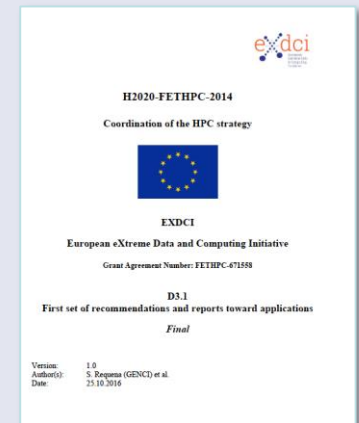 exdci
H2020-FETHPC-2014
Coordination of the HPC strategy
EXDCI
European eXtreme Data and Computing Initiative
Grant Agreement Number: FETHPC-671558
D3.1
First set of recommendations and reports toward applications
Final
Version: 1.0
Author(s): S. Requena (GENCI) et al.
Date: 25.10.2016